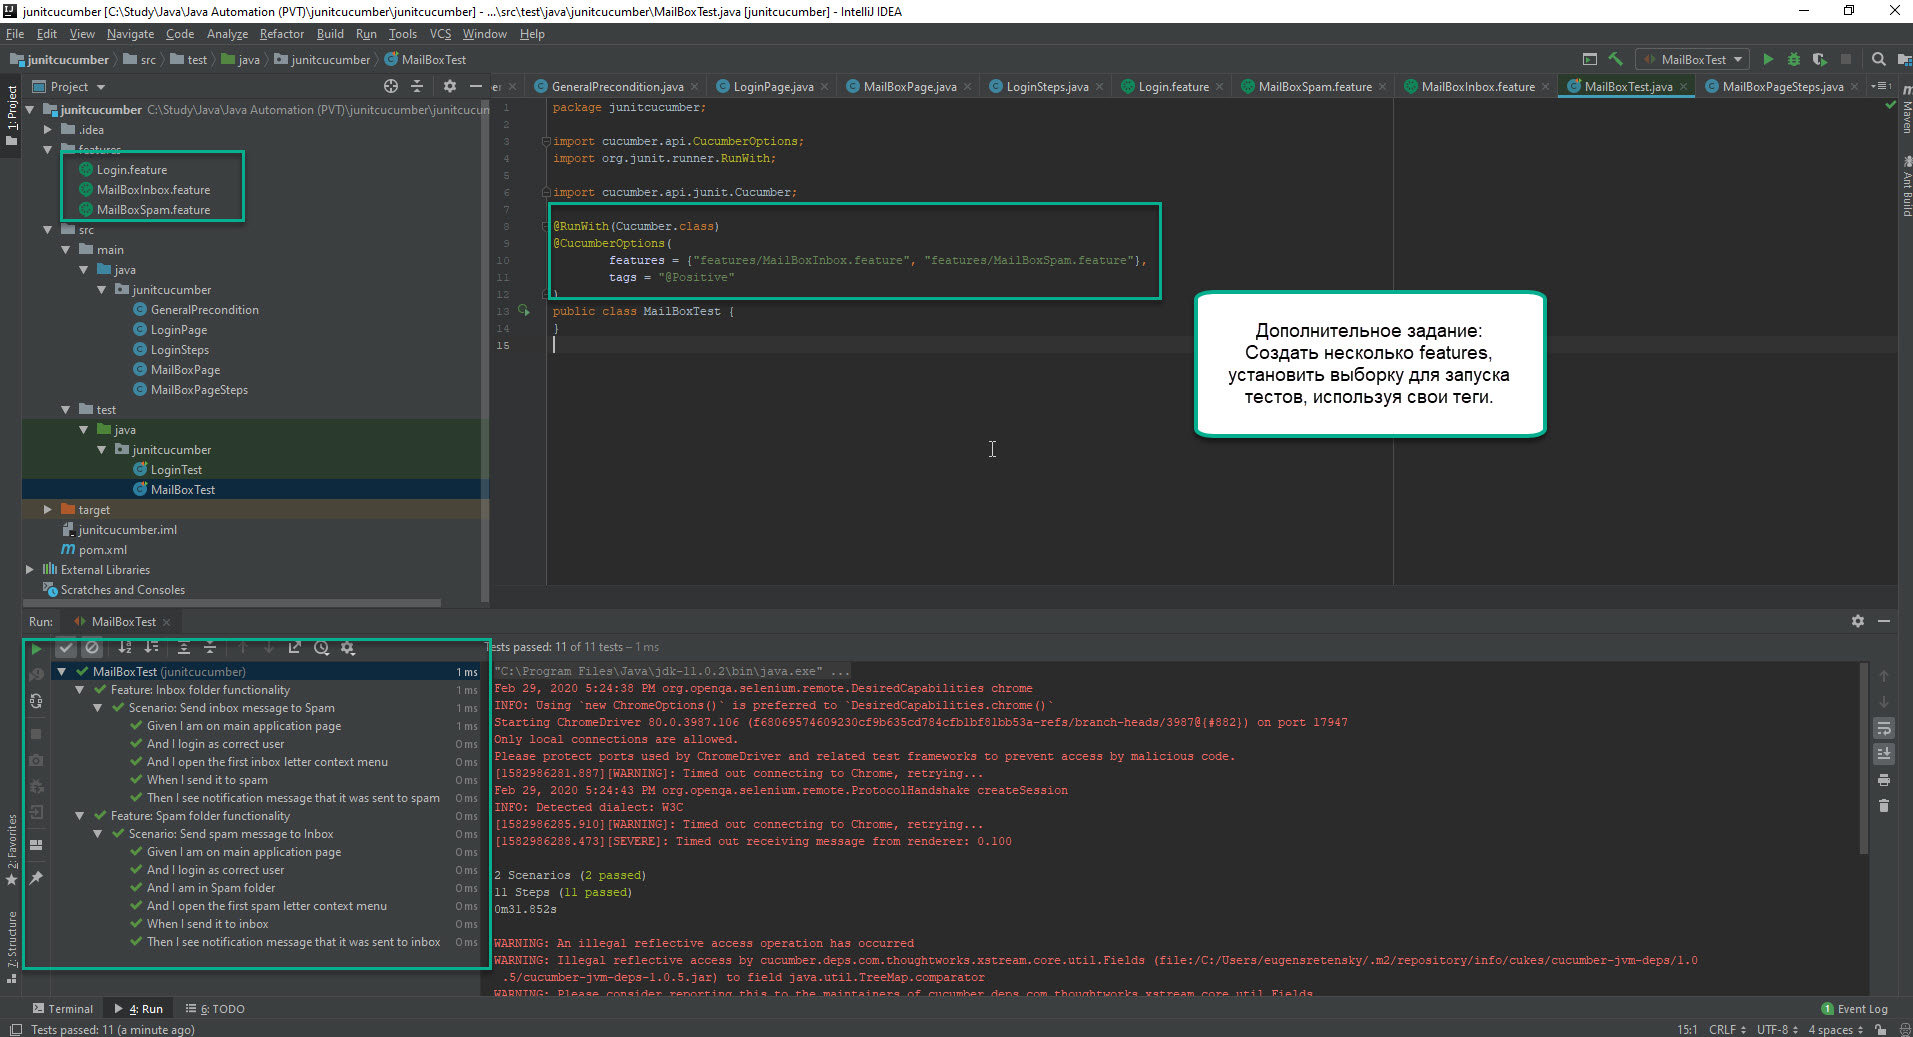 junitcucumber [C:\Study\Java\Java Automation (PVT)\junitcucumber\junitcucumber] - ...\src\test\java\junitcucumber\MailBoxTest.java [junitcucumber] - IntelliJ IDEA
File Edit View Navigate Code Analyze Refactor Build Run Tools VCS Window Help
junitcucumber src test java junitcucumber MailBoxTest
MailBoxTest
Project
GeneralPrecondition.java LoginPage.java MailBoxPage.java LoginSteps.java Login.feature MailBoxSpam.feature MailBoxInbox.feature MailBoxTest.java MailBoxPageSteps.java
1: Project
junitcucumber C:\Study\Java\Java Automation (PVT)\junitcucumber\junitcucum
.idea
features
Login.feature
MailBoxInbox.feature
MailBoxSpam.feature
src
main
java
junitcucumber
GeneralPrecondition
LoginPage
LoginSteps
MailBoxPage
MailBoxPageSteps
test
java
junitcucumber
LoginTest
MailBoxTest
target
junitcucumber.iml
pom.xml
External Libraries
Scratches and Consoles
1 package junitcucumber;
2
3 import cucumber.api.CucumberOptions;
4 import org.junit.runner.RunWith;
5
6 import cucumber.api.junit.Cucumber;
7
8 @RunWith(Cucumber.class)
9 @CucumberOptions(
10 features = {"features/MailBoxInbox.feature", "features/MailBoxSpam.feature"},
11 tags = "@Positive"
12 )
13 public class MailBoxTest {
14 }
15
Дополнительное задание:
Создать несколько features,
установить выборку для запуска
тестов, используя свои теги.
Maven
Ant Build
Run: MailBoxTest
Tests passed: 11 of 11 tests – 1 ms
MailBoxTest (junitcucumber) 1 ms
Feature: Inbox folder functionality 1 ms
Scenario: Send inbox message to Spam 1 ms
Given I am on main application page 1 ms
And I login as correct user 0 ms
And I open the first inbox letter context menu 0 ms
When I send it to spam 0 ms
Then I see notification message that it was sent to spam 0 ms
Feature: Spam folder functionality 0 ms
Scenario: Send spam message to Inbox 0 ms
Given I am on main application page 0 ms
And I login as correct user 0 ms
And I am in Spam folder 0 ms
And I open the first spam letter context menu 0 ms
When I send it to inbox 0 ms
Then I see notification message that it was sent to inbox 0 ms
"C:\Program Files\Java\jdk-11.0.2\bin\java.exe" ...
Feb 29, 2020 5:24:38 PM org.openqa.selenium.remote.DesiredCapabilities chrome
INFO: Using `new ChromeOptions()` is preferred to `DesiredCapabilities.chrome()`
Starting ChromeDriver 80.0.3987.106 (f68069574609230cf9b635cd784cfb1bf81bb53a-refs/branch-heads/3987@{#882}) on port 17947
Only local connections are allowed.
Please protect ports used by ChromeDriver and related test frameworks to prevent access by malicious code.
[1582986281.887][WARNING]: Timed out connecting to Chrome, retrying...
Feb 29, 2020 5:24:43 PM org.openqa.selenium.remote.ProtocolHandshake createSession
INFO: Detected dialect: W3C
[1582986285.910][WARNING]: Timed out connecting to Chrome, retrying...
[1582986288.473][SEVERE]: Timed out receiving message from renderer: 0.100
2 Scenarios (2 passed)
11 Steps (11 passed)
0m31.852s
WARNING: An illegal reflective access operation has occurred
WARNING: Illegal reflective access by cucumber.deps.com.thoughtworks.xstream.core.util.Fields (file:/C:/Users/eugensretensky/.m2/repository/info/cukes/cucumber-jvm-deps/1.0
.5/cucumber-jvm-deps-1.0.5.jar) to field java.util.TreeMap.comparator
WARNING: Please consider reporting this to the maintainers of cucumber.deps.com.thoughtworks.xstream.core.util.Fields
2: Favorites
7: Structure
Terminal 4: Run 6: TODO
1 Event Log
Tests passed: 11 (a minute ago)
15:1 CRLF UTF-8 4 spaces